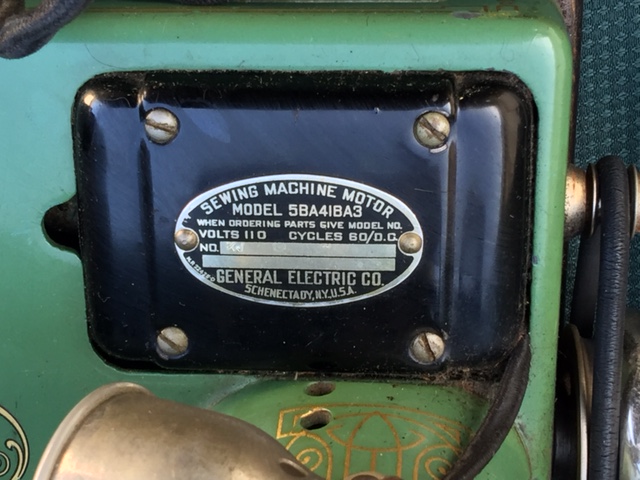 SEWING MACHINE MOTOR
MODEL 5BA41BA3
WHEN ORDERING PARTS GIVE MODEL NO.
VOLTS 110 CYCLES 60/D.C.
NO.
GENERAL ELECTRIC CO.
SCHENECTADY, N.Y. U.S.A.